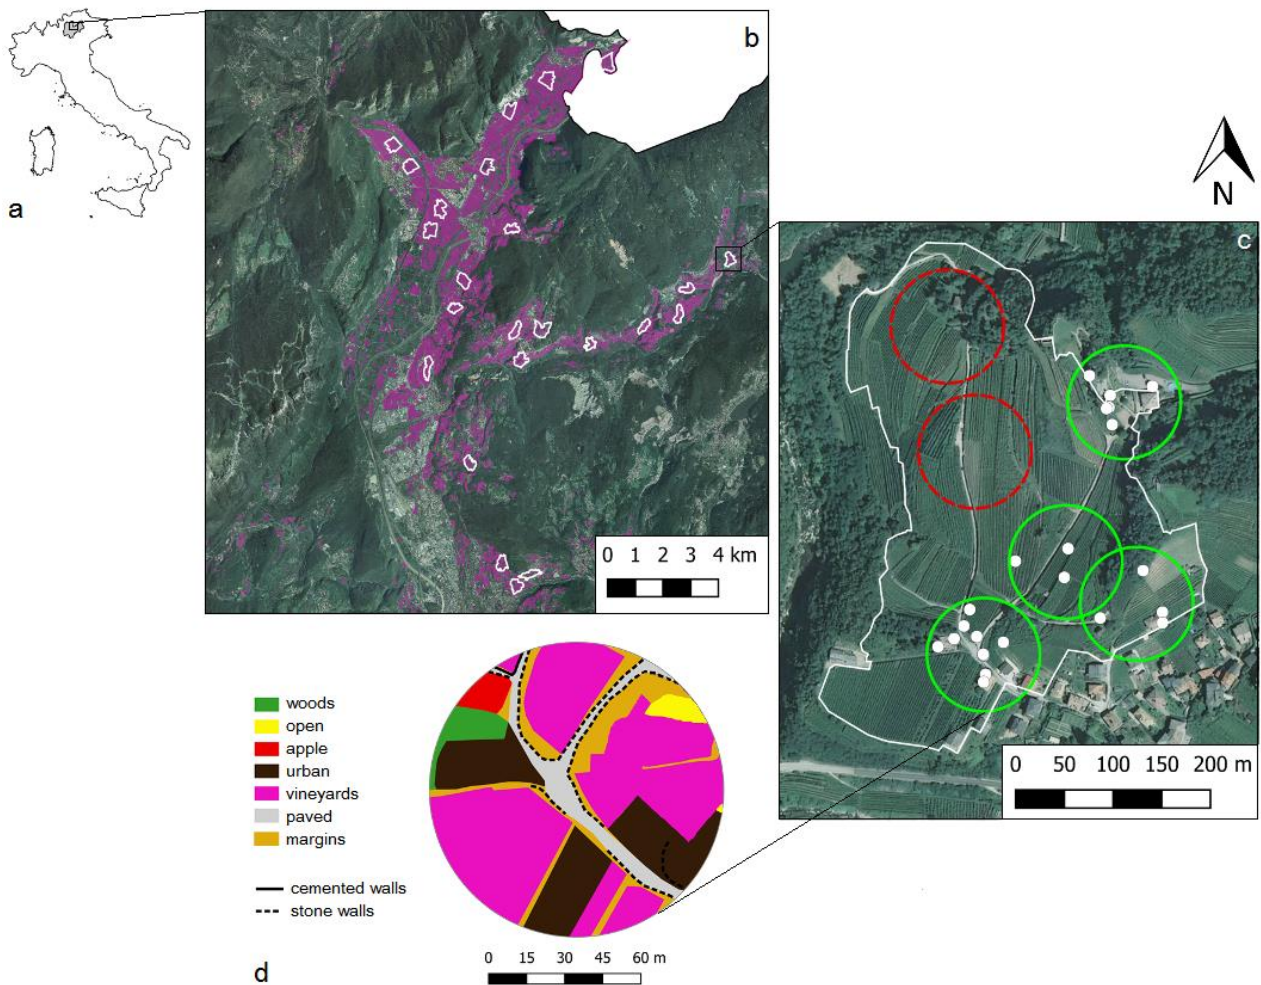 a
b
0 1 2 3 4 km
N
c
0 50 100 150 200 m
woods
open
apple
urban
vineyards
paved
margins
cemented walls
stone walls
d
0 15 30 45 60 m